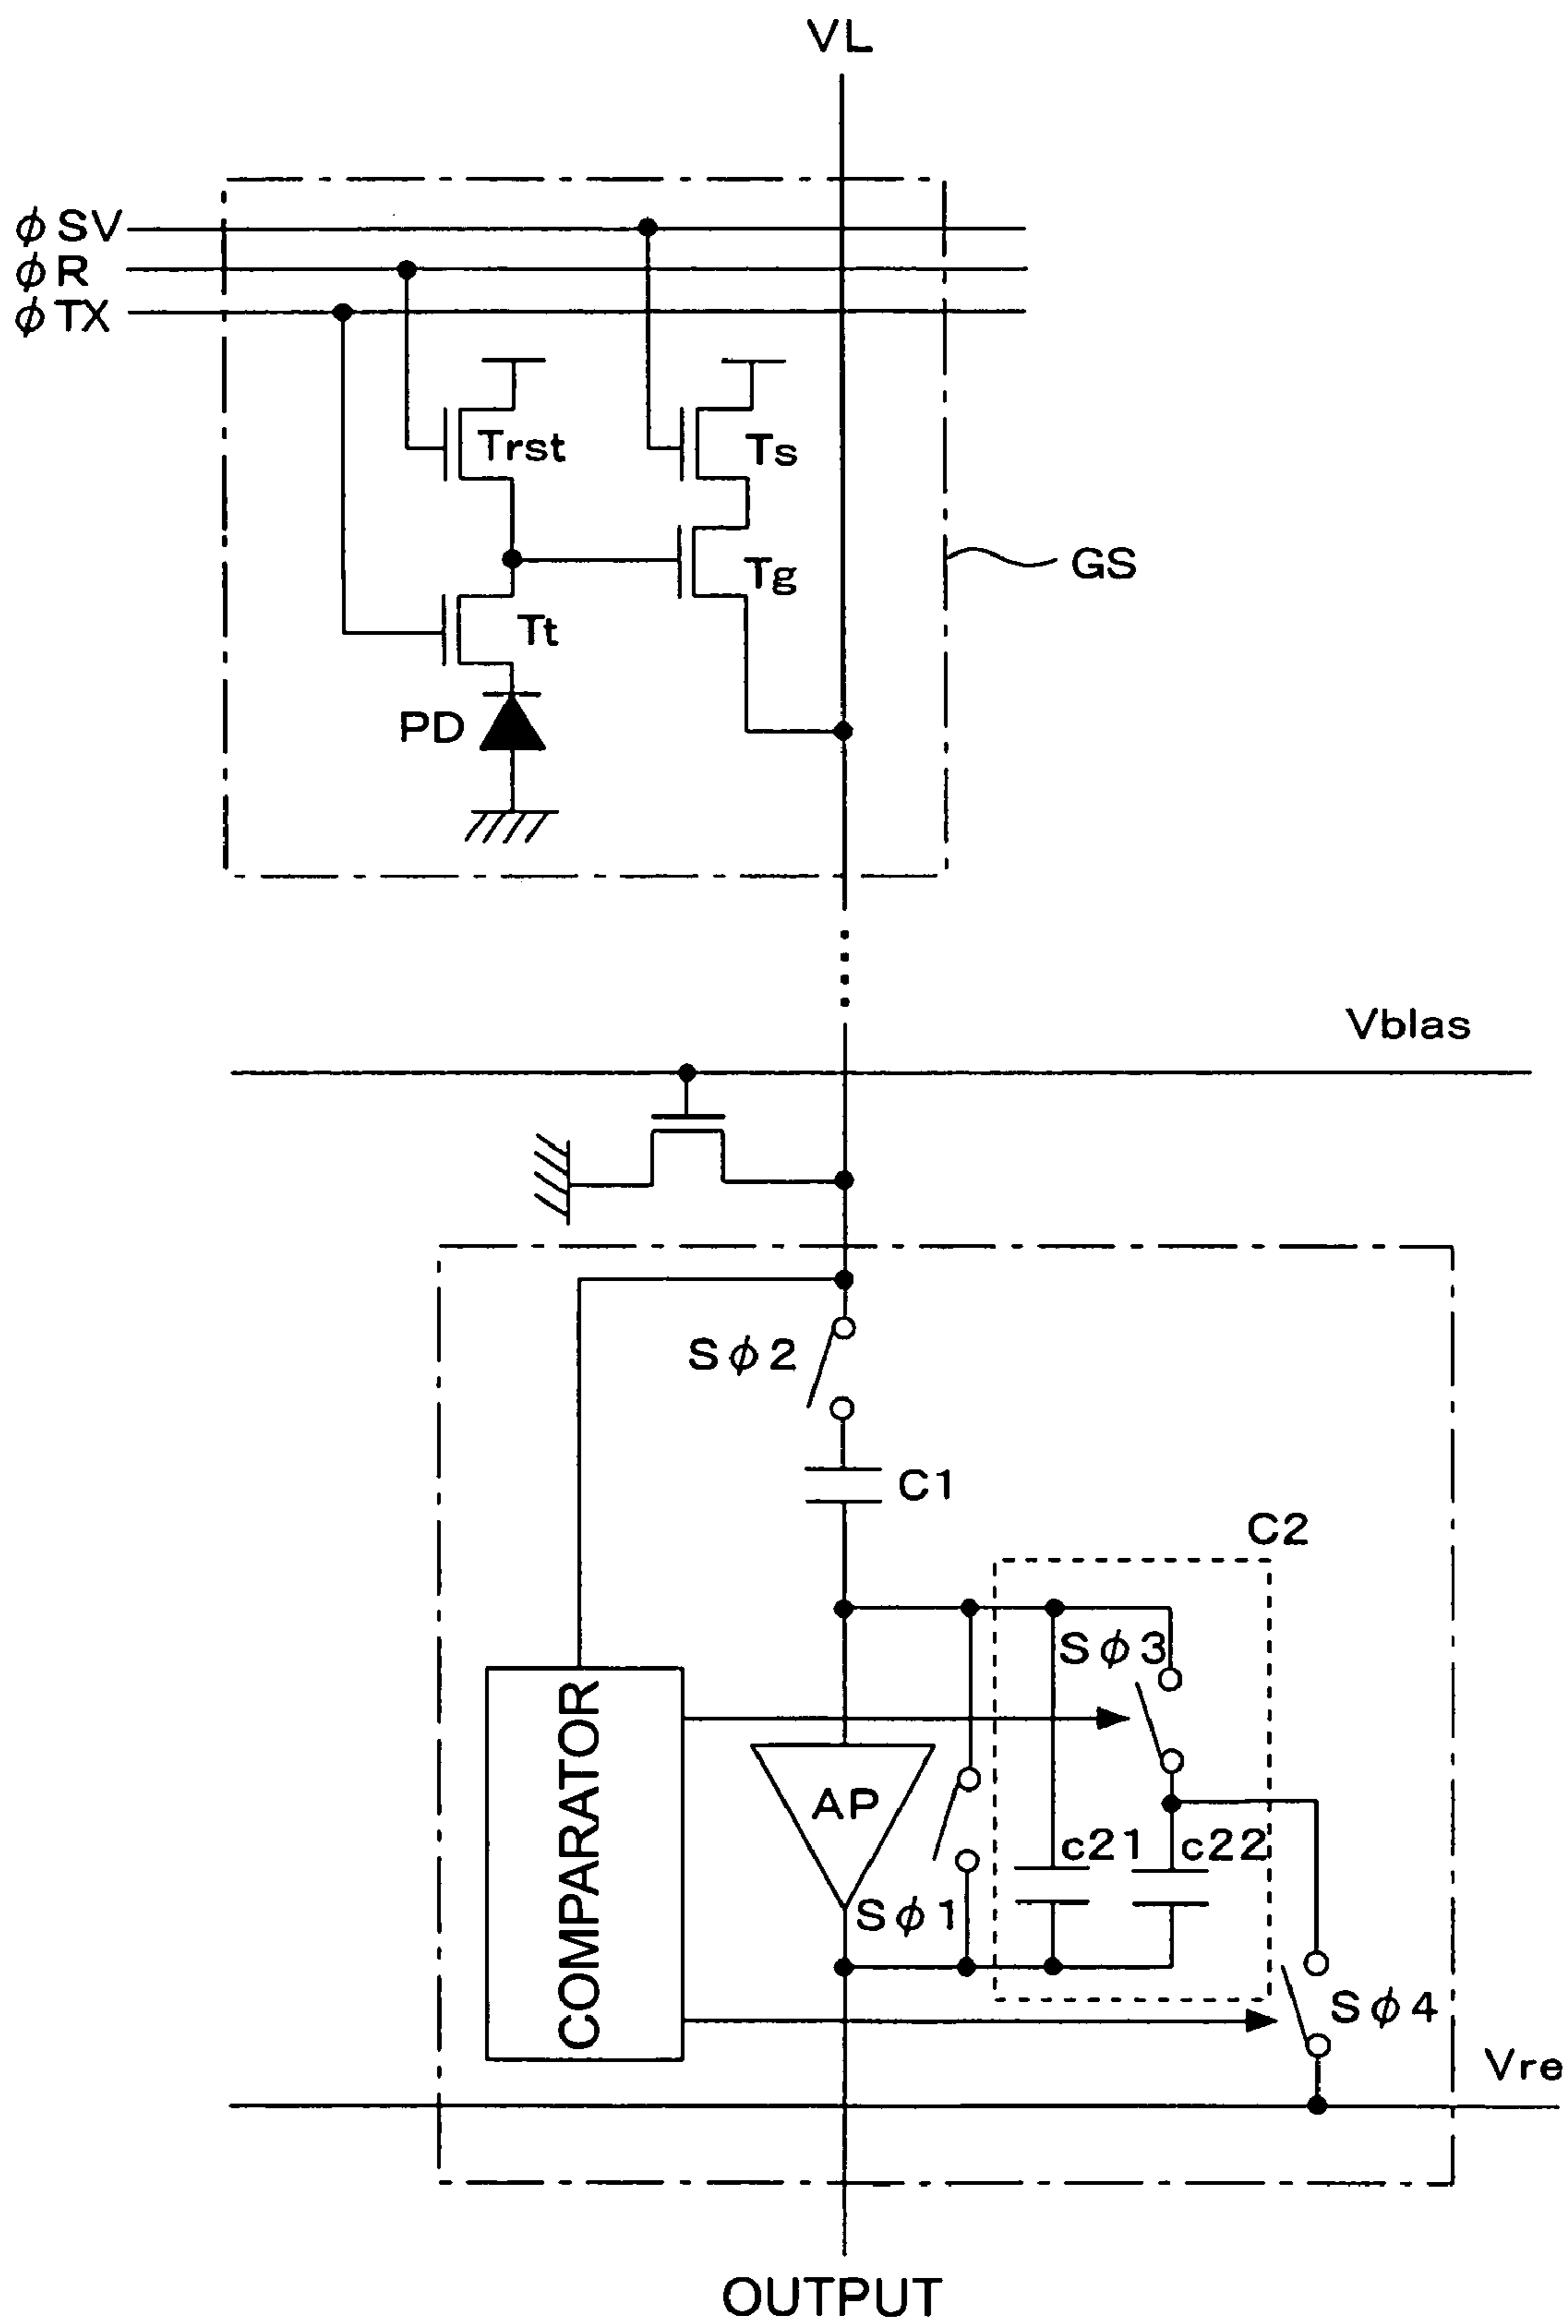 VL
φSV
φR
φTX
Trst
Ts
Tg
GS
Tt
PD
Vblas
Sφ2
C1
C2
Sφ3
COMPARATOR
AP
c21
c22
Sφ1
Sφ4
Vre
OUTPUT